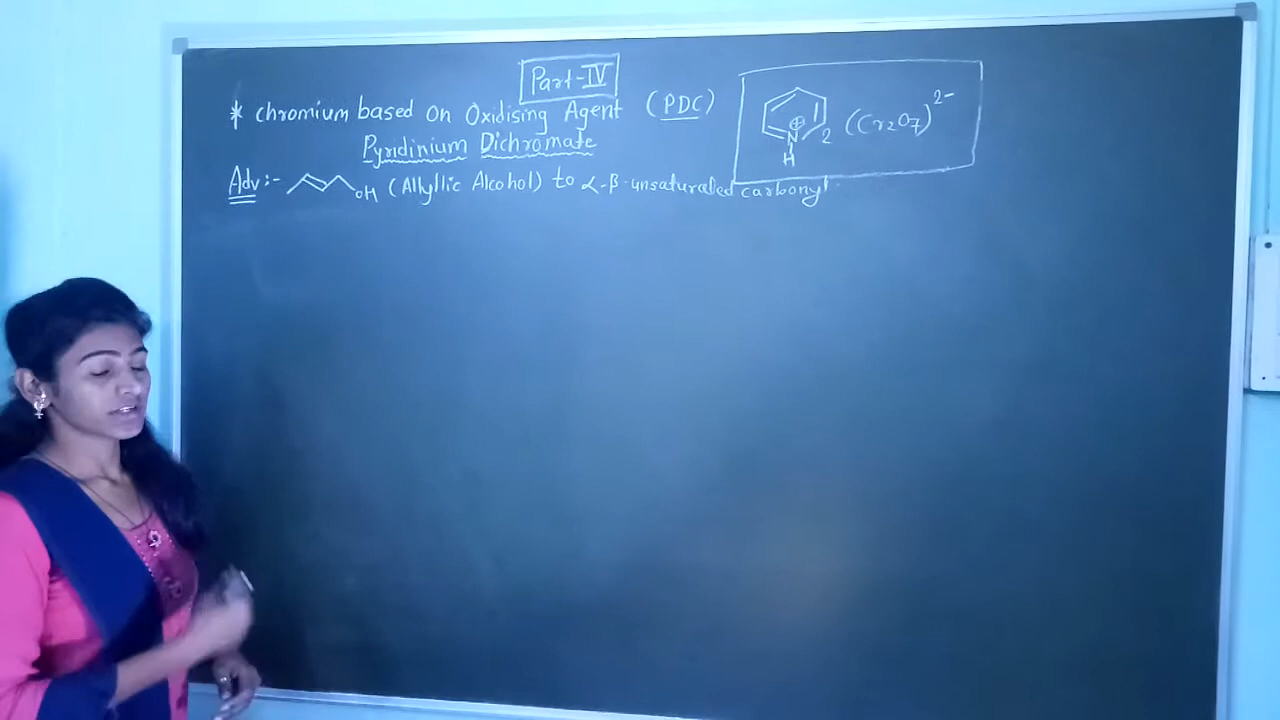 Part-IV
* chromium based on Oxidising Agent (PDC)
Pyridinium Dichromate
N⊕ H 2 (Cr2O7)2-
Adv:- OH (Allyllic Alcohol) to α-β-unsaturated carbonyl.